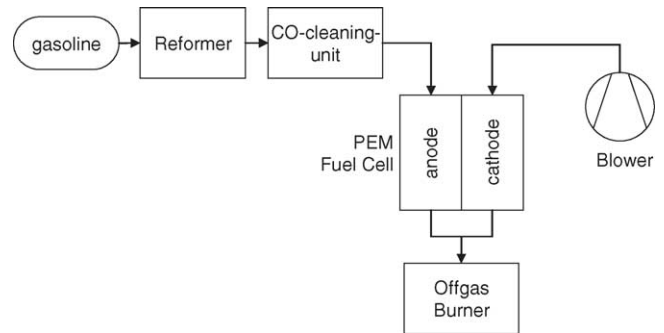 gasoline
Reformer
CO-cleaning-
unit
PEM
Fuel Cell
anode
cathode
Blower
Offgas
Burner